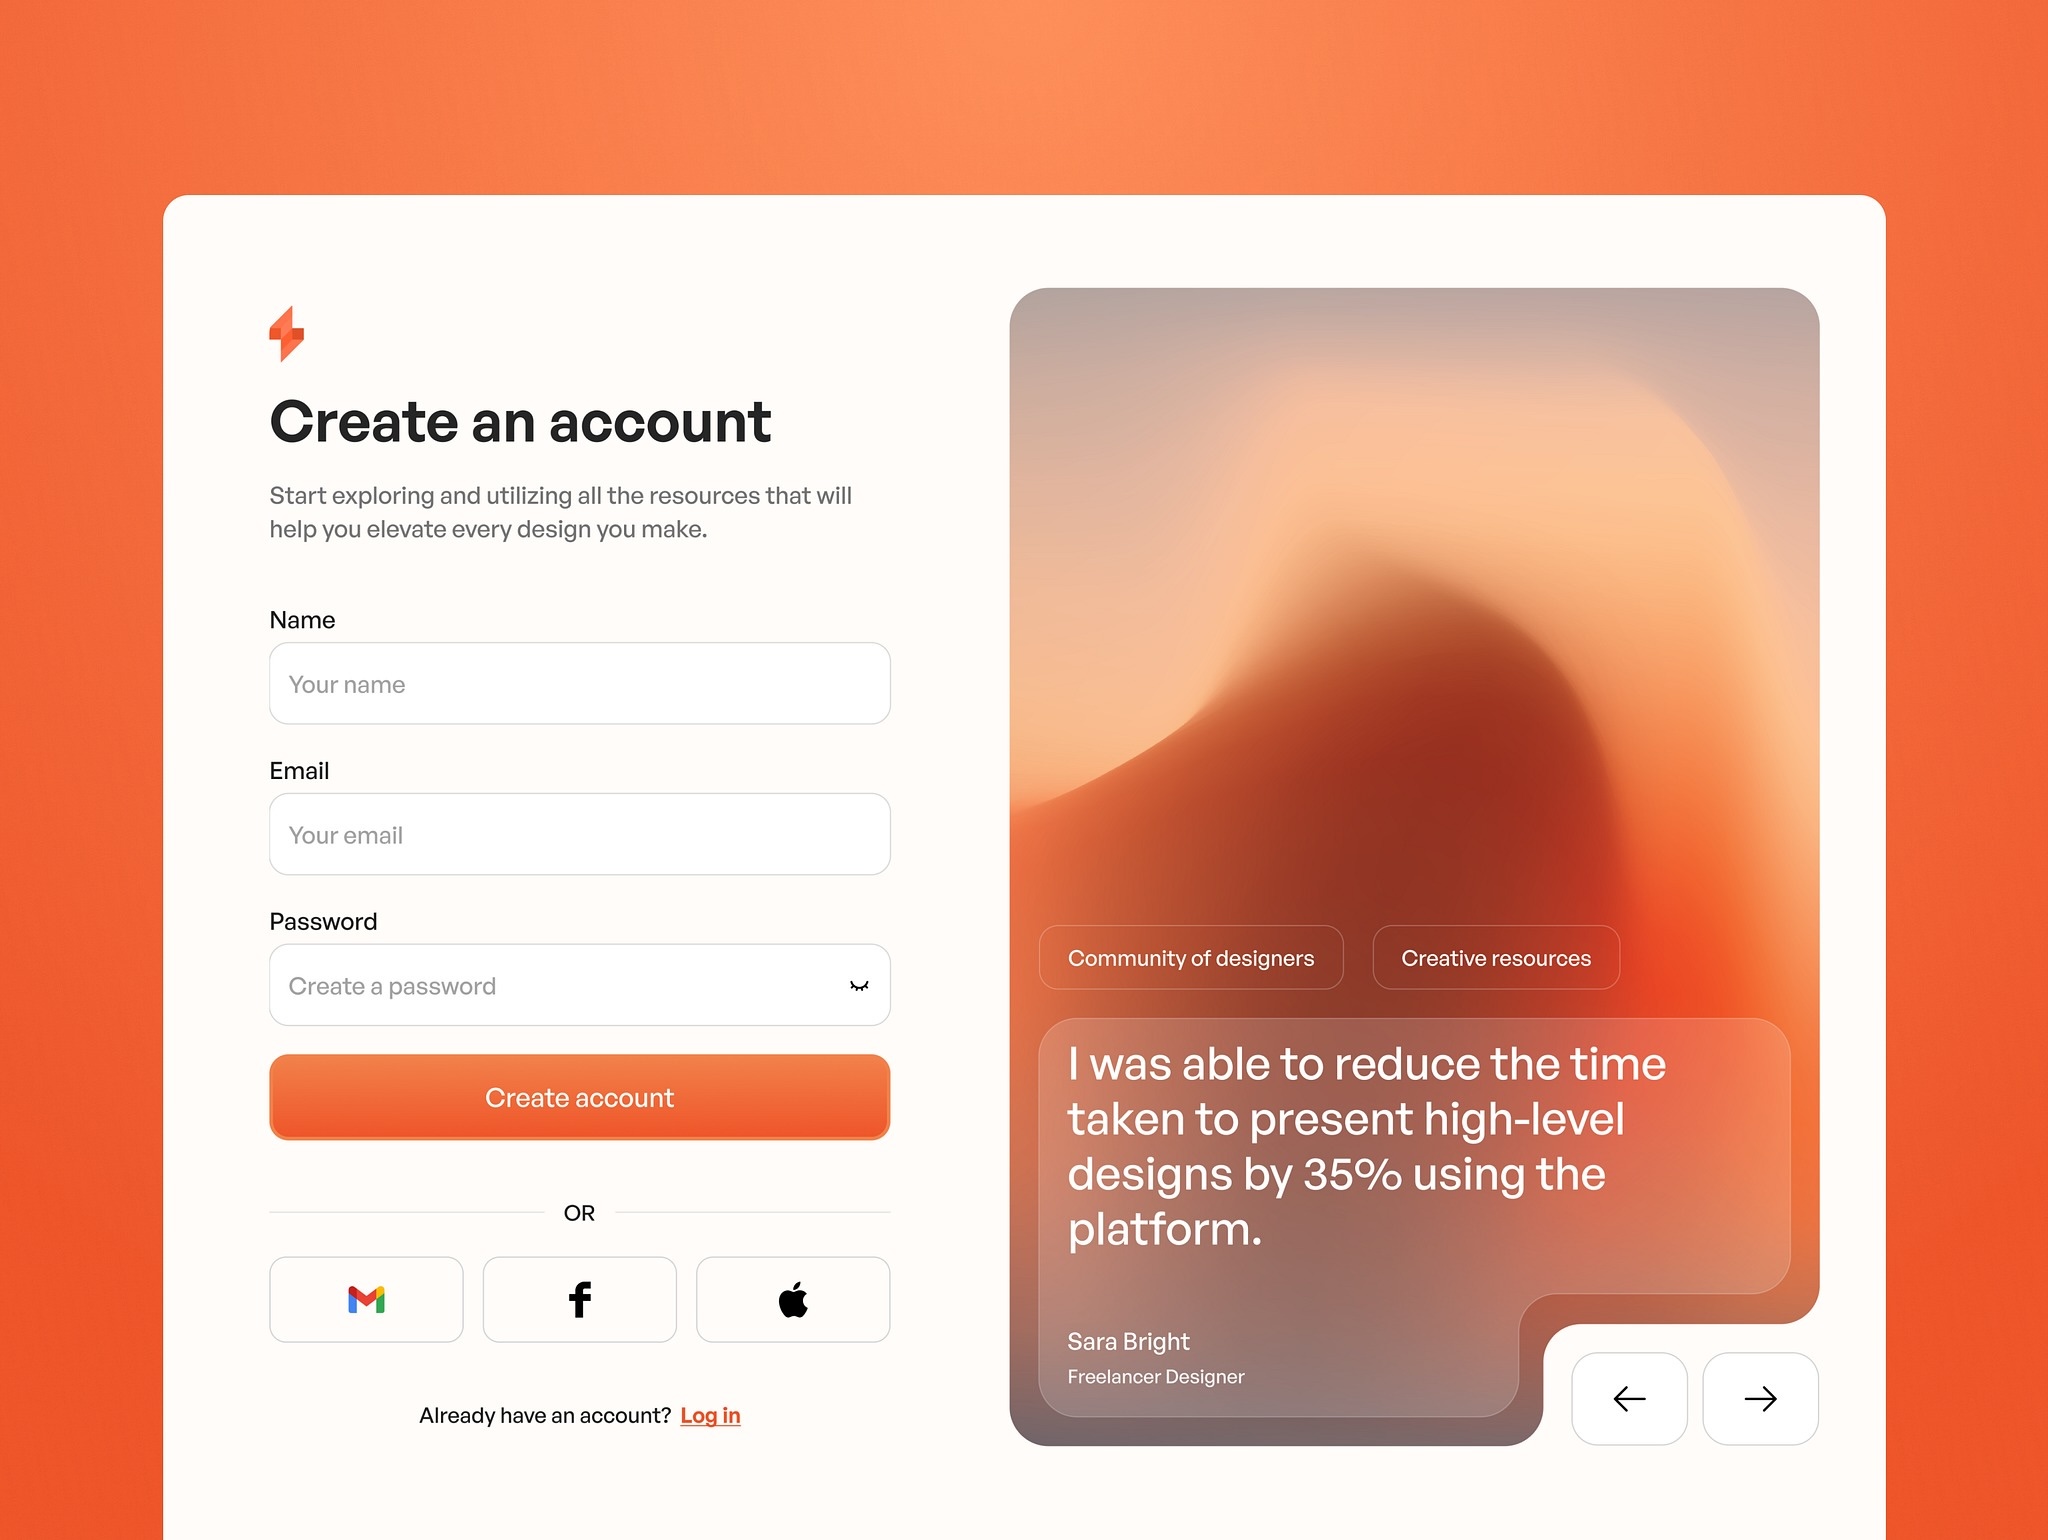 Create an account
Start exploring and utilizing all the resources that will
help you elevate every design you make.
Name
Your name
Email
Your email
Password
Create a password
Create account
OR
Already have an account? Log in
Community of designers
Creative resources
I was able to reduce the time
taken to present high-level
designs by 35% using the
platform.
Sara Bright
Freelancer Designer